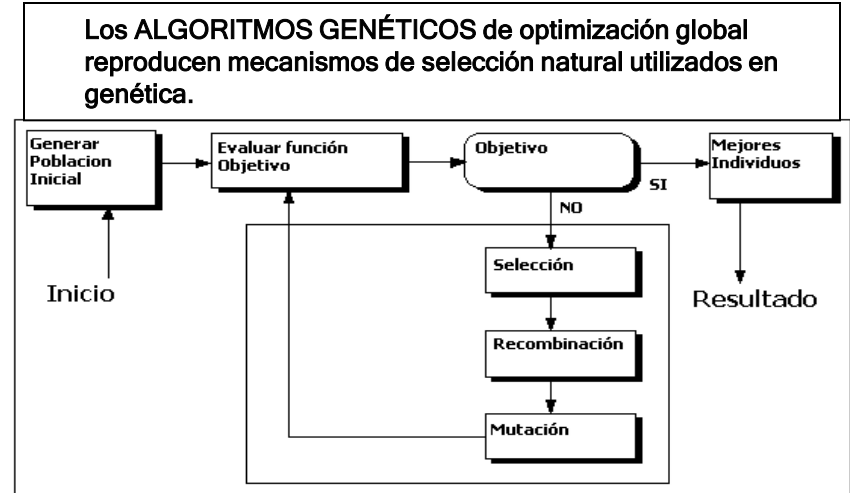 Los ALGORITMOS GENÉTICOS de optimización global
reproducen mecanismos de selección natural utilizados en
genética.
Generar
Poblacion
Inicial
Evaluar función
Objetivo
Objetivo
Mejores
Individuos
SI
NO
Selección
Inicio
Resultado
Recombinación
Mutación